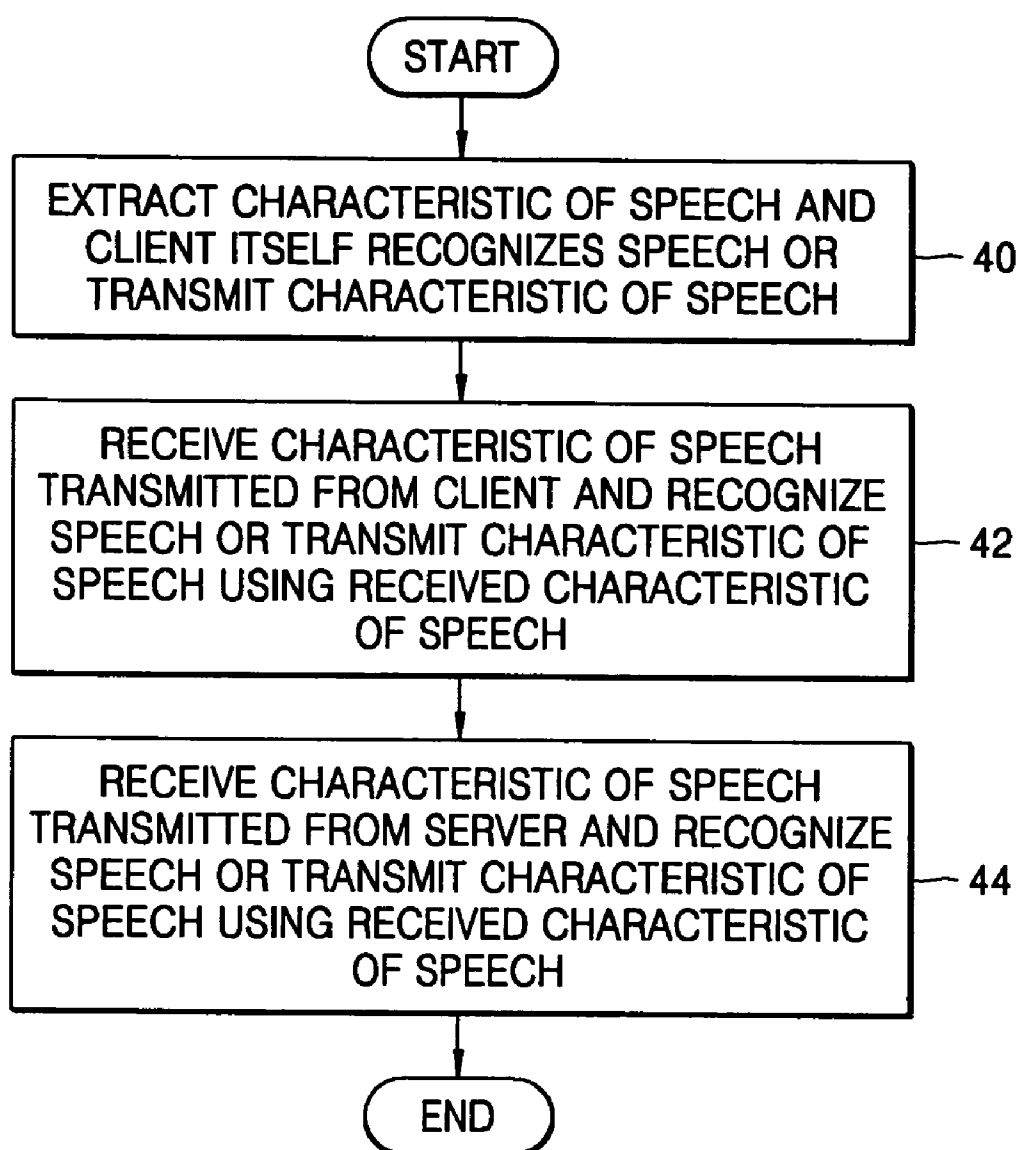 START
EXTRACT CHARACTERISTIC OF SPEECH AND
CLIENT ITSELF RECOGNIZES SPEECH OR
TRANSMIT CHARACTERISTIC OF SPEECH
40
RECEIVE CHARACTERISTIC OF SPEECH
TRANSMITTED FROM CLIENT AND RECOGNIZE
SPEECH OR TRANSMIT CHARACTERISTIC OF
SPEECH USING RECEIVED CHARACTERISTIC
OF SPEECH
42
RECEIVE CHARACTERISTIC OF SPEECH
TRANSMITTED FROM SERVER AND RECOGNIZE
SPEECH OR TRANSMIT CHARACTERISTIC OF
SPEECH USING RECEIVED CHARACTERISTIC
OF SPEECH
44
END